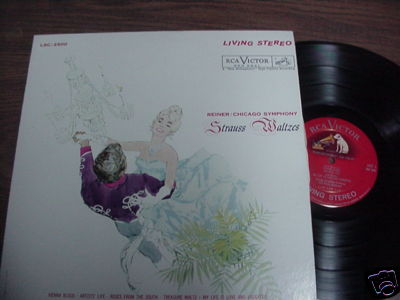 LSC-2500
LIVING STEREO
RCA VICTOR
REINER / CHICAGO SYMPHONY
Strauss Waltzes
VIENNA BLOOD · ARTIST'S LIFE · ROSES FROM THE SOUTH · TREASURE WALTZ · MY LIFE IS LOVE AND LAUGHTER
RCA VICTOR
LIVING STEREO